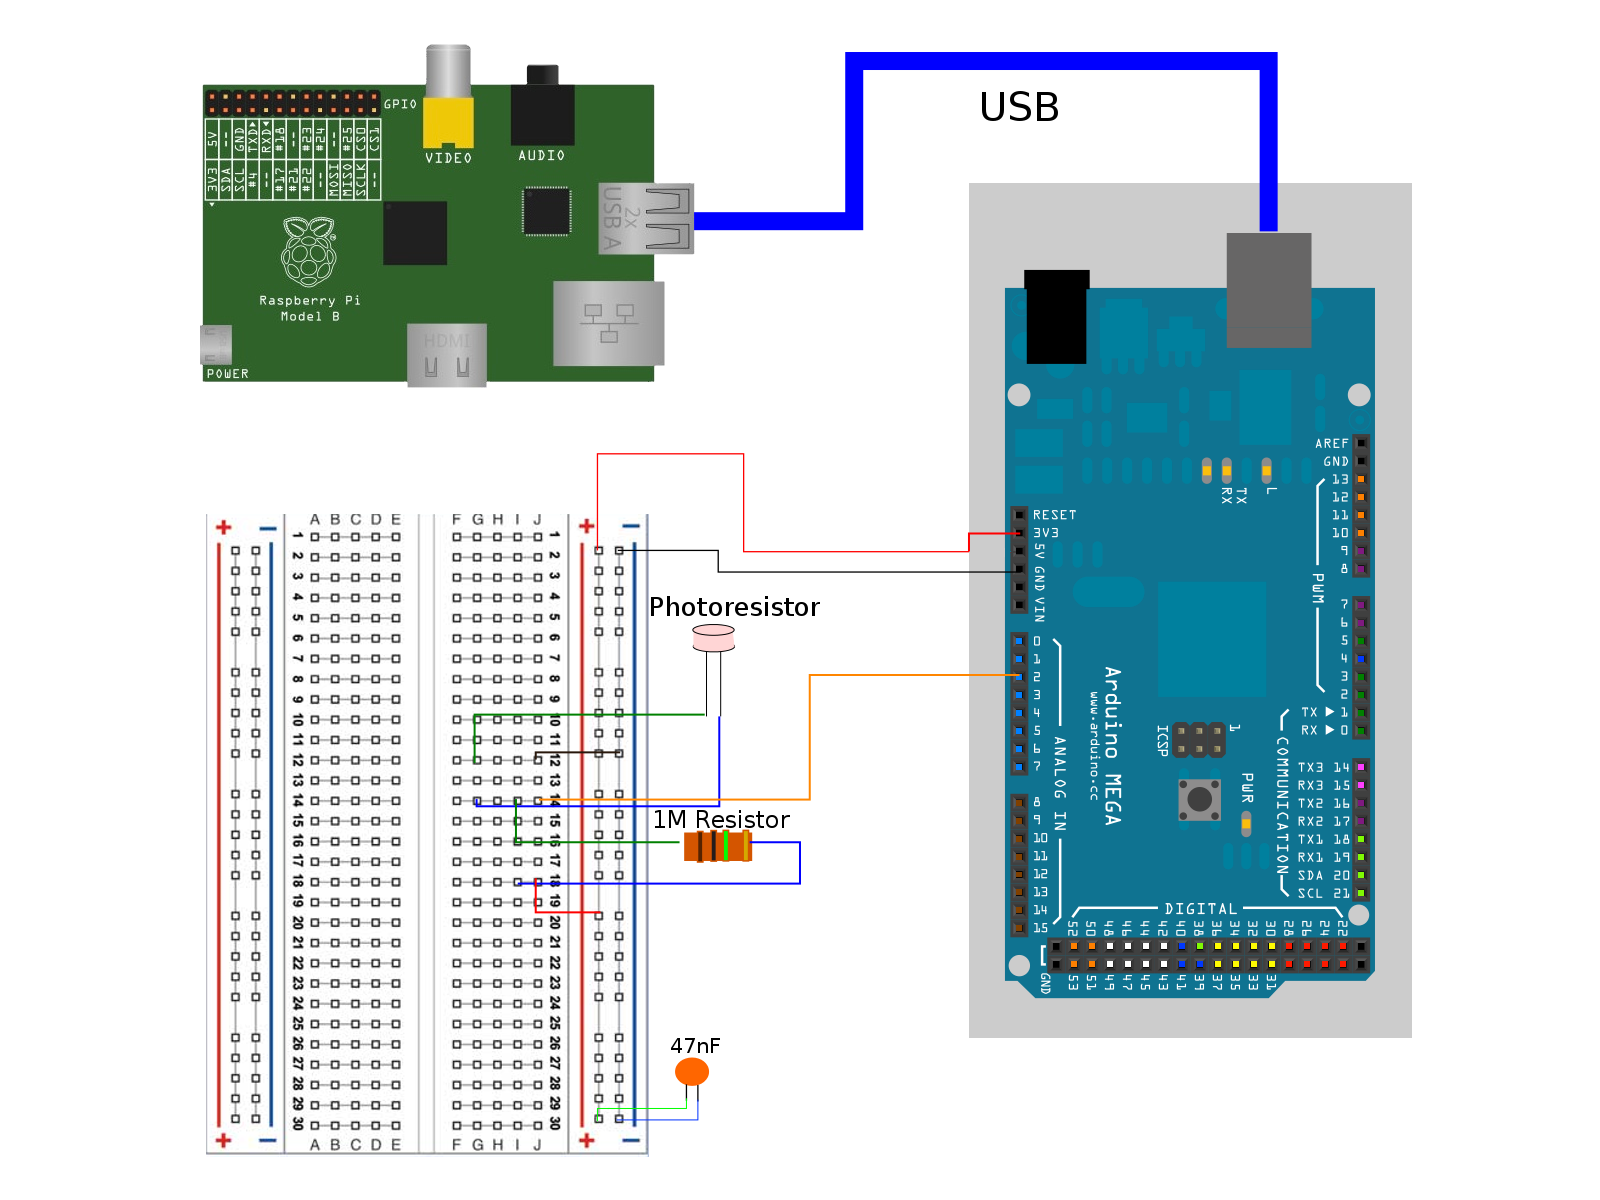 USB
GPIO
5V -- GND TXD RXD #18 -- #23 #24 -- #25 CS0 CS1
3V3 SDA SCL #4 -- #17 #21 #22 -- MOSI MISO SCLK --
VIDEO
AUDIO
2x
USB A
®
Raspberry Pi
Model B
HDMI
POWER
AREF
GND
13
12
11
10
9
8
PWM
7
6
5
4
3
2
TX ▶ 1
RX ▶ 0
RX
TX
L
RESET
3V3
5V
GND
VIN
0
1
2
3
4
5
6
7
ANALOG IN
8
9
10
11
12
13
14
15
Arduino MEGA
www.arduino.cc
ICSP
1
PWR
COMMUNICATION
TX3 14
RX3 15
TX2 16
RX2 17
TX1 18
RX1 19
SDA 20
SCL 21
DIGITAL
52 50 48 46 44 42 40 38 36 34 32 30 28 26 24 22
GND 53 51 49 47 45 43 41 39 37 35 33 31
+ − A B C D E F G H I J + −
1 1
2 2
3 3
4 4
5 5
6 6
7 7
8 8
9 9
10 10
11 11
12 12
13 13
14 14
15 15
16 16
17 17
18 18
19 19
20 20
21 21
22 22
23 23
24 24
25 25
26 26
27 27
28 28
29 29
30 30
+ − A B C D E F G H I J + −
Photoresistor
1M Resistor
47nF